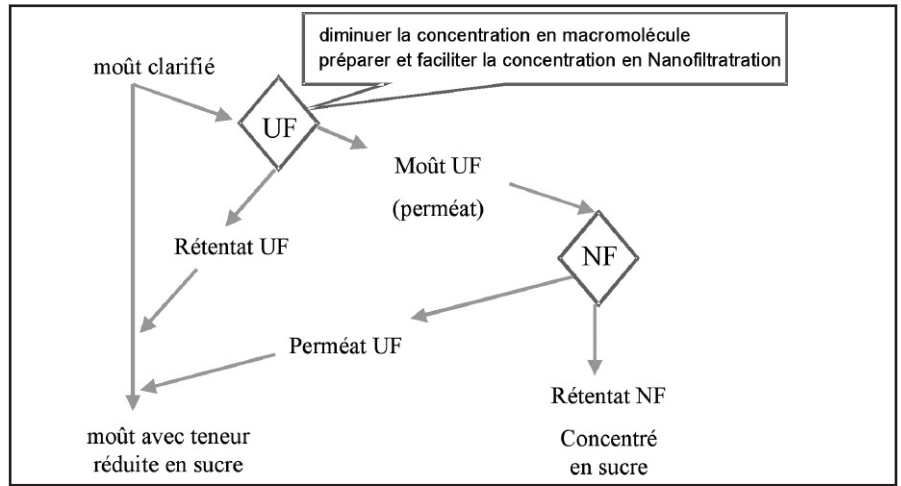 diminuer la concentration en macromolécule
préparer et faciliter la concentration en Nanofiltratration
moût clarifié
UF
Moût UF
(perméat)
Rétentat UF
NF
Perméat UF
Rétentat NF
Concentré
en sucre
moût avec teneur
réduite en sucre